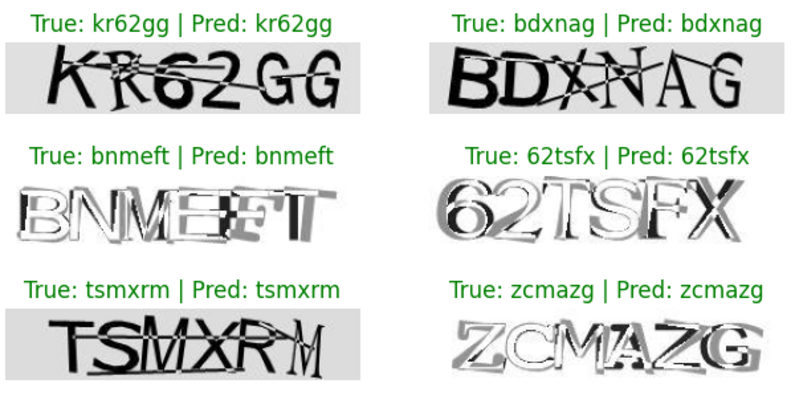 True: kr62gg | Pred: kr62gg
True: bdxnag | Pred: bdxnag
KR62GG
BDXNAG
True: bnmeft | Pred: bnmeft
True: 62tsfx | Pred: 62tsfx
BNMEFT
62TSFX
True: tsmxrm | Pred: tsmxrm
True: zcmazg | Pred: zcmazg
TSMXRM
ZCMAZG